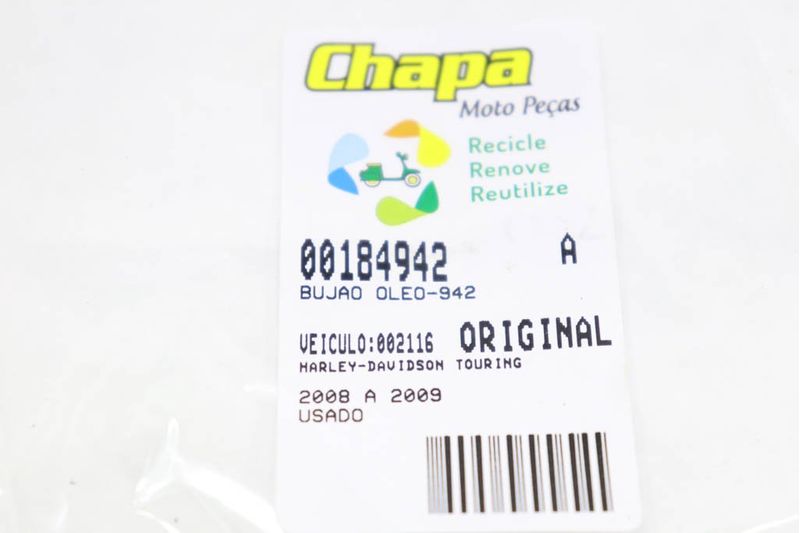 Chapa
Moto Peças
Recicle
Renove
Reutilize
00184942 A
BUJAO OLEO-942
VEICULO:002116 ORIGINAL
HARLEY-DAVIDSON TOURING
2008 A 2009
USADO